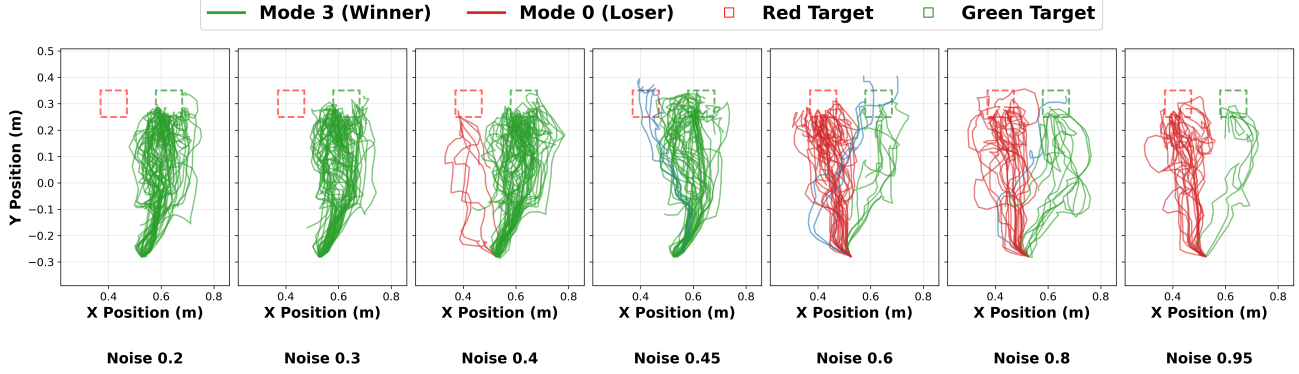 Mode 3 (Winner) Mode 0 (Loser) Red Target Green Target
Y Position (m)
0.5
0.4
0.3
0.2
0.1
0.0
−0.1
−0.2
−0.3
0.4 0.6 0.8 0.4 0.6 0.8 0.4 0.6 0.8 0.4 0.6 0.8 0.4 0.6 0.8 0.4 0.6 0.8 0.4 0.6 0.8
X Position (m) X Position (m) X Position (m) X Position (m) X Position (m) X Position (m) X Position (m)
Noise 0.2 Noise 0.3 Noise 0.4 Noise 0.45 Noise 0.6 Noise 0.8 Noise 0.95